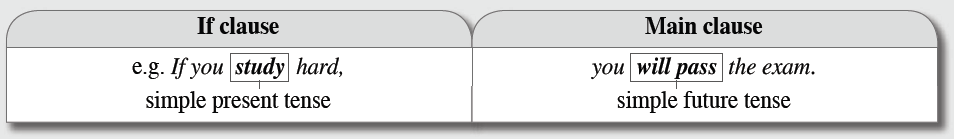 If clause
Main clause
e.g. If you study hard,
simple present tense
you will pass the exam.
simple future tense